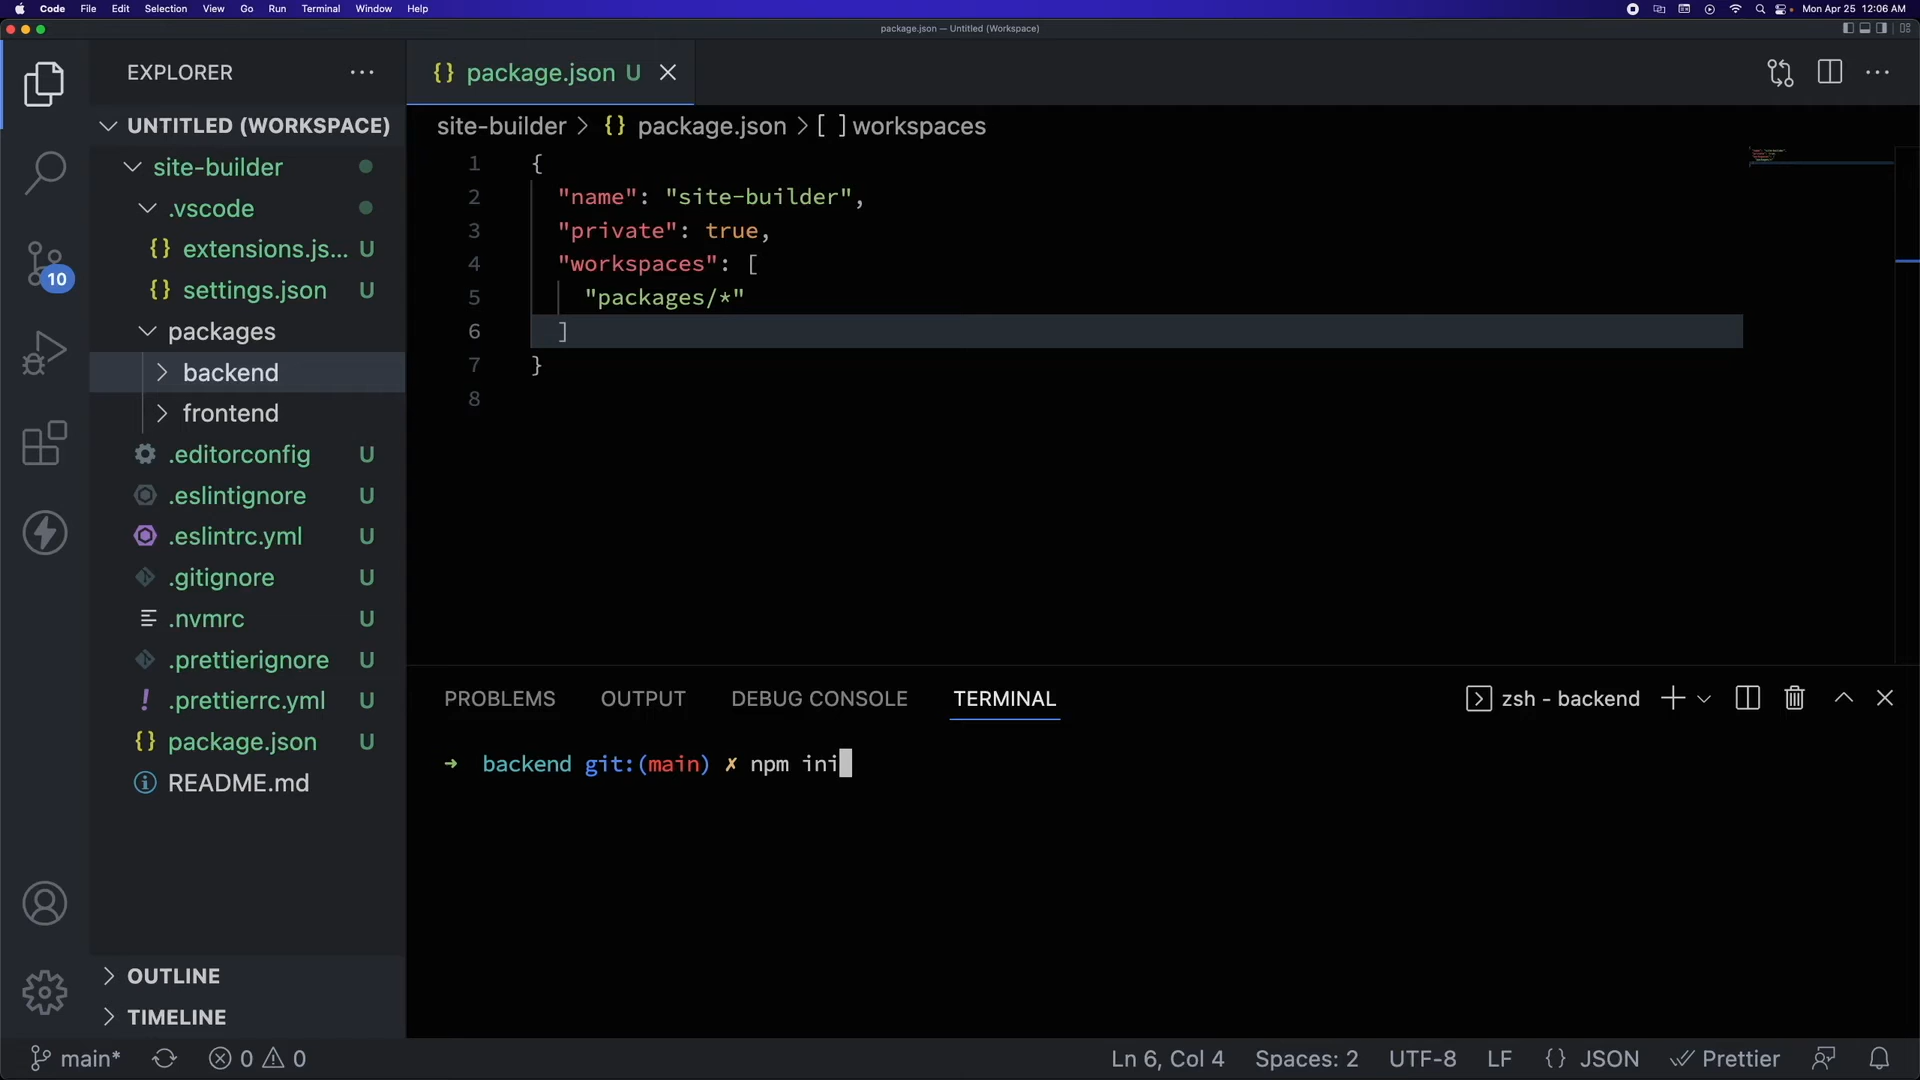 Code File Edit Selection View Go Run Terminal Window Help Mon Apr 25 12:06 AM
package.json — Untitled (Workspace)
EXPLORER
{} package.json U
UNTITLED (WORKSPACE)
site-builder > {} package.json > [ ] workspaces
site-builder
.vscode
{} extensions.js... U
{} settings.json U
packages
backend
frontend
.editorconfig U
.eslintignore U
.eslintrc.yml U
.gitignore U
.nvmrc U
.prettierignore U
! .prettierrc.yml U
{} package.json U
README.md
10
OUTLINE
TIMELINE
1 {
2 "name": "site-builder",
3 "private": true,
4 "workspaces": [
5 "packages/*"
6 ]
7 }
8
PROBLEMS OUTPUT DEBUG CONSOLE TERMINAL zsh - backend
➜ backend git:(main) ✗ npm ini
main* 0 0 Ln 6, Col 4 Spaces: 2 UTF-8 LF {} JSON Prettier